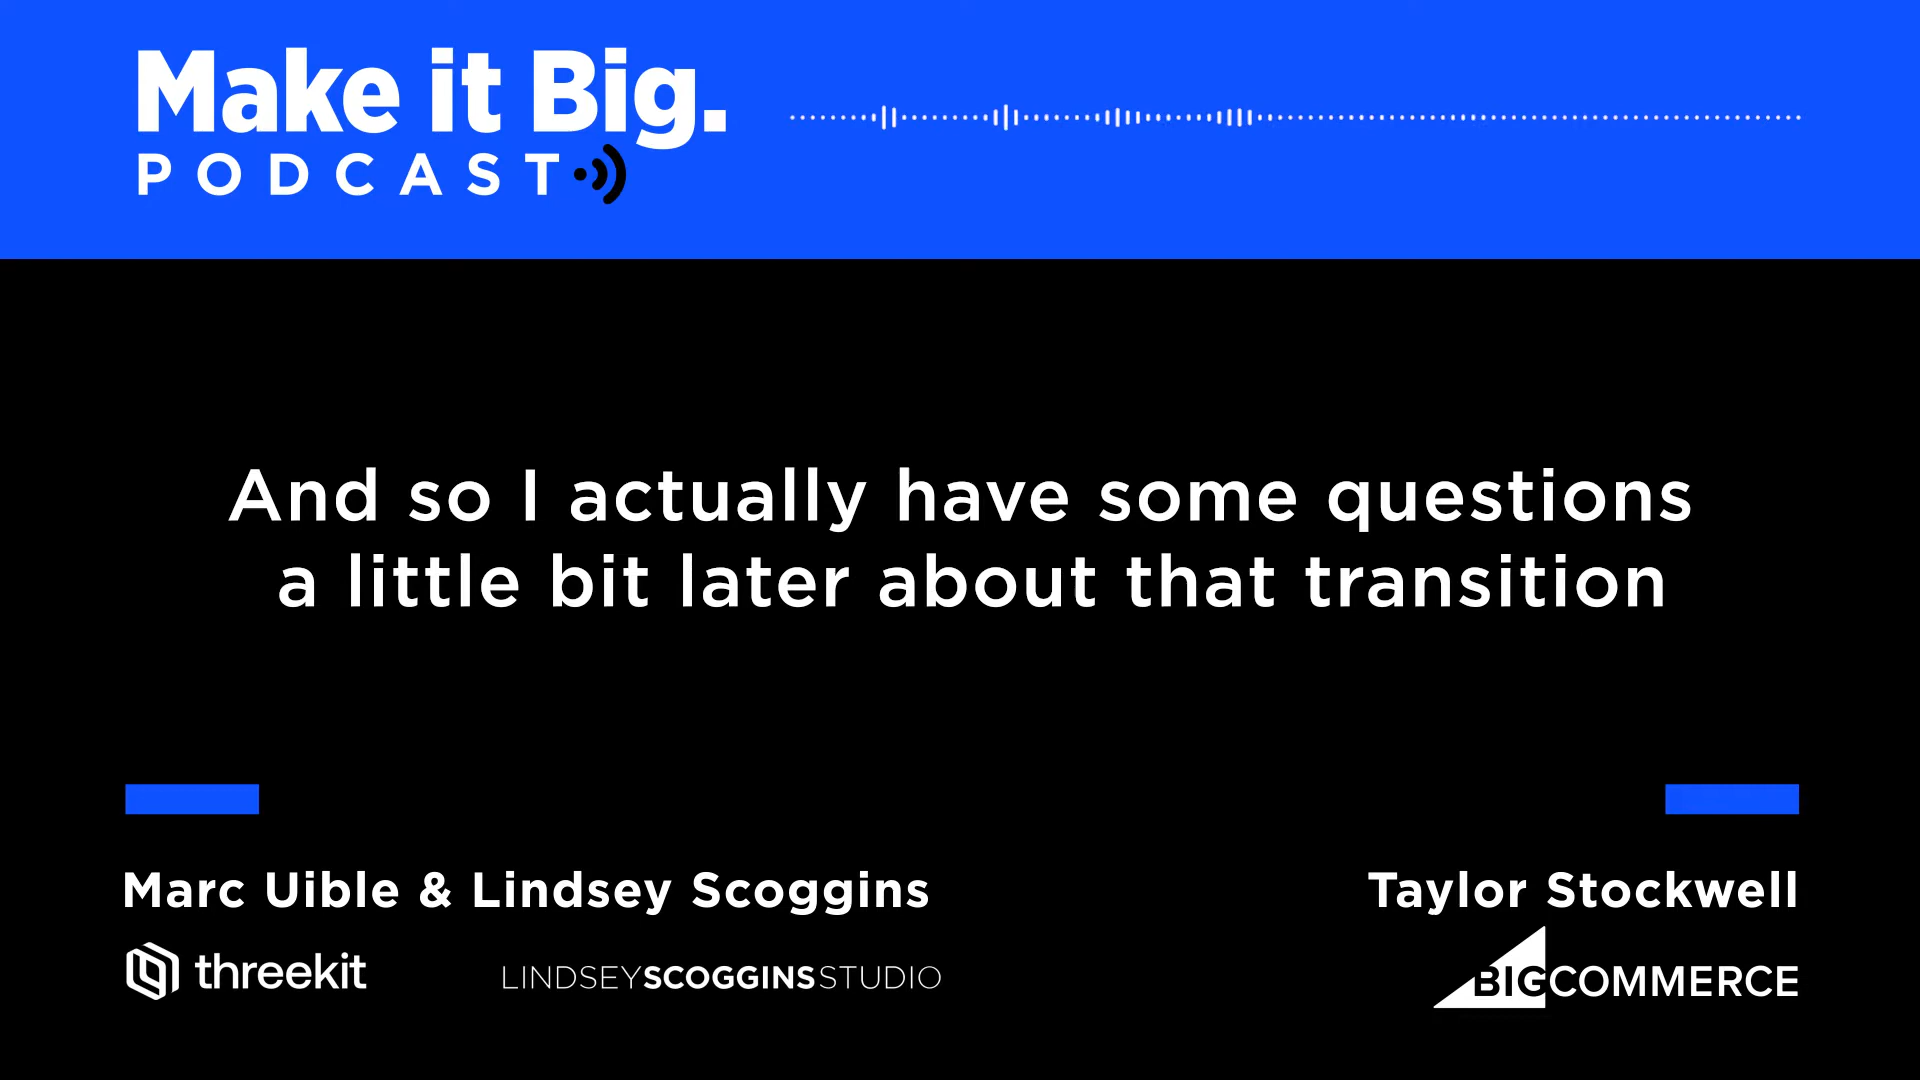 Make it Big.
PODCAST
And so I actually have some questions
a little bit later about that transition
Marc Uible & Lindsey Scoggins
Taylor Stockwell
threekit
LINDSEYSCOGGINSSTUDIO
BIGCOMMERCE